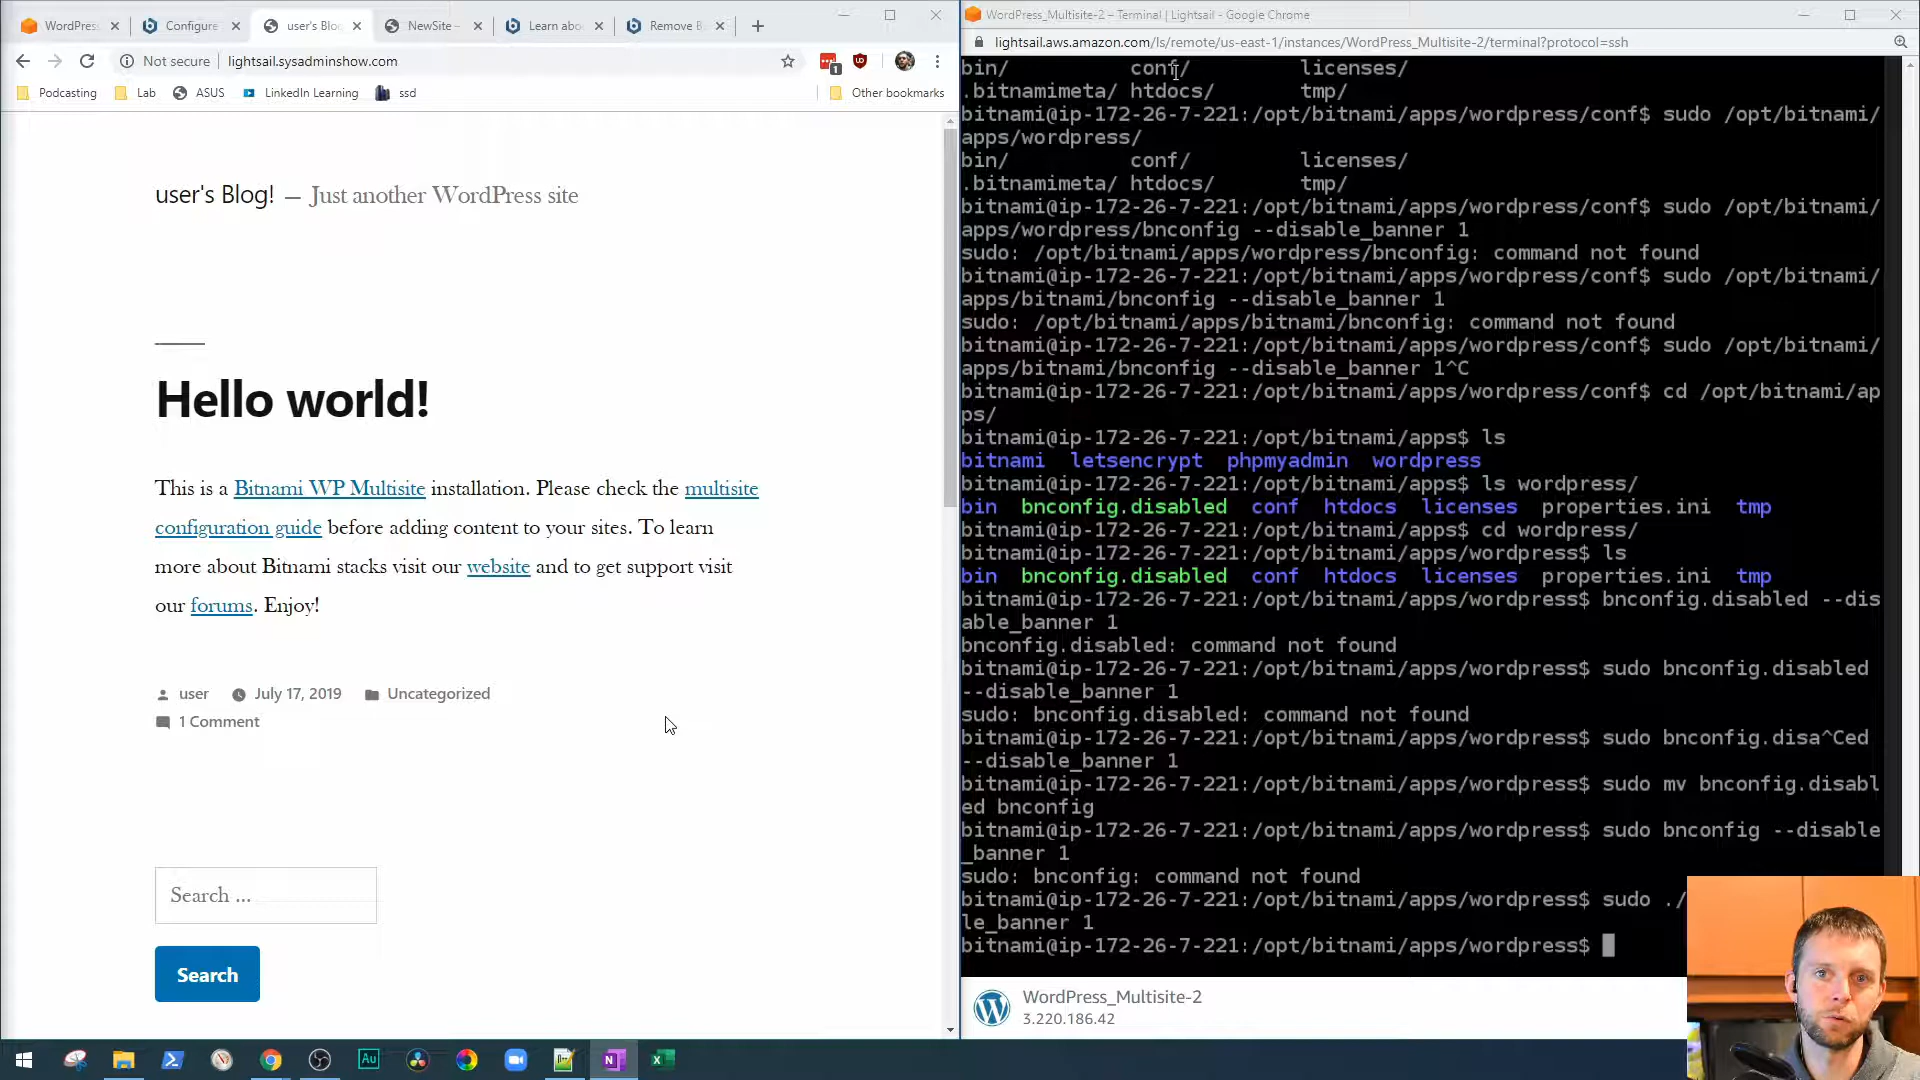 WordPress
Configure
user's Blog
NewSite –
Learn abo
Remove B
Not secure
lightsail.sysadminshow.com
1
Podcasting
Lab
ASUS
LinkedIn Learning
ssd
Other bookmarks
user's Blog! — Just another WordPress site
Hello world!
This is a Bitnami WP Multisite installation. Please check the multisite
configuration guide before adding content to your sites. To learn
more about Bitnami stacks visit our website and to get support visit
our forums. Enjoy!
user
July 17, 2019
Uncategorized
1 Comment
Search …
Search
WordPress_Multisite-2 – Terminal | Lightsail - Google Chrome
lightsail.aws.amazon.com/ls/remote/us-east-1/instances/WordPress_Multisite-2/terminal?protocol=ssh
bin/ conf/ licenses/
.bitnamimeta/ htdocs/ tmp/
bitnami@ip-172-26-7-221:/opt/bitnami/apps/wordpress/conf$ sudo /opt/bitnami/
apps/wordpress/
bin/ conf/ licenses/
.bitnamimeta/ htdocs/ tmp/
bitnami@ip-172-26-7-221:/opt/bitnami/apps/wordpress/conf$ sudo /opt/bitnami/
apps/wordpress/bnconfig --disable_banner 1
sudo: /opt/bitnami/apps/wordpress/bnconfig: command not found
bitnami@ip-172-26-7-221:/opt/bitnami/apps/wordpress/conf$ sudo /opt/bitnami/
apps/bitnami/bnconfig --disable_banner 1
sudo: /opt/bitnami/apps/bitnami/bnconfig: command not found
bitnami@ip-172-26-7-221:/opt/bitnami/apps/wordpress/conf$ sudo /opt/bitnami/
apps/bitnami/bnconfig --disable_banner 1^C
bitnami@ip-172-26-7-221:/opt/bitnami/apps/wordpress/conf$ cd /opt/bitnami/ap
ps/
bitnami@ip-172-26-7-221:/opt/bitnami/apps$ ls
bitnami letsencrypt phpmyadmin wordpress
bitnami@ip-172-26-7-221:/opt/bitnami/apps$ ls wordpress/
bin bnconfig.disabled conf htdocs licenses properties.ini tmp
bitnami@ip-172-26-7-221:/opt/bitnami/apps$ cd wordpress/
bitnami@ip-172-26-7-221:/opt/bitnami/apps/wordpress$ ls
bin bnconfig.disabled conf htdocs licenses properties.ini tmp
bitnami@ip-172-26-7-221:/opt/bitnami/apps/wordpress$ bnconfig.disabled --dis
able_banner 1
bnconfig.disabled: command not found
bitnami@ip-172-26-7-221:/opt/bitnami/apps/wordpress$ sudo bnconfig.disabled
--disable_banner 1
sudo: bnconfig.disabled: command not found
bitnami@ip-172-26-7-221:/opt/bitnami/apps/wordpress$ sudo bnconfig.disa^Ced
--disable_banner 1
bitnami@ip-172-26-7-221:/opt/bitnami/apps/wordpress$ sudo mv bnconfig.disabl
ed bnconfig
bitnami@ip-172-26-7-221:/opt/bitnami/apps/wordpress$ sudo bnconfig --disable
_banner 1
sudo: bnconfig: command not found
bitnami@ip-172-26-7-221:/opt/bitnami/apps/wordpress$ sudo ./
le_banner 1
bitnami@ip-172-26-7-221:/opt/bitnami/apps/wordpress$
WordPress_Multisite-2
3.220.186.42
Au
N
X